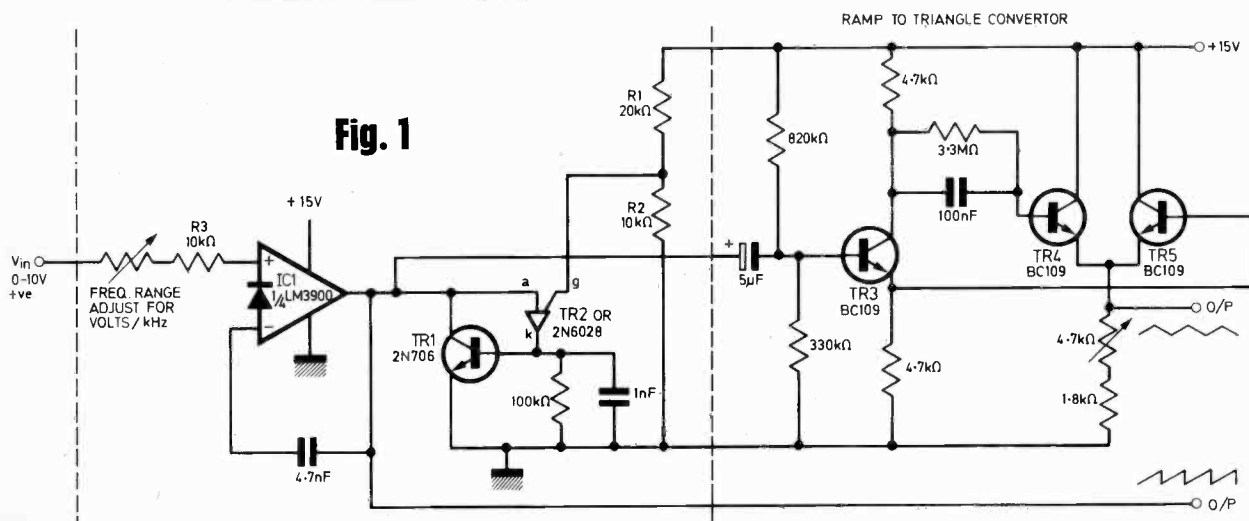 RAMP TO TRIANGLE CONVERTOR
+15V
Fig. 1
R1
20kΩ
R2
10kΩ
4·7kΩ
820kΩ
3·3MΩ
100nF
TR4
BC109
TR5
BC109
+15V
Vin
0-10V
+ve
R3
10kΩ
FREQ. RANGE
ADJUST FOR
VOLTS/kHz
+
−
IC1
1/4LM3900
a
g
k
TR2 OR
2N6028
TR1
2N706
100kΩ
1nF
4·7nF
+
5µF
TR3
BC109
330kΩ
4·7kΩ
O/P
4·7kΩ
1·8kΩ
O/P